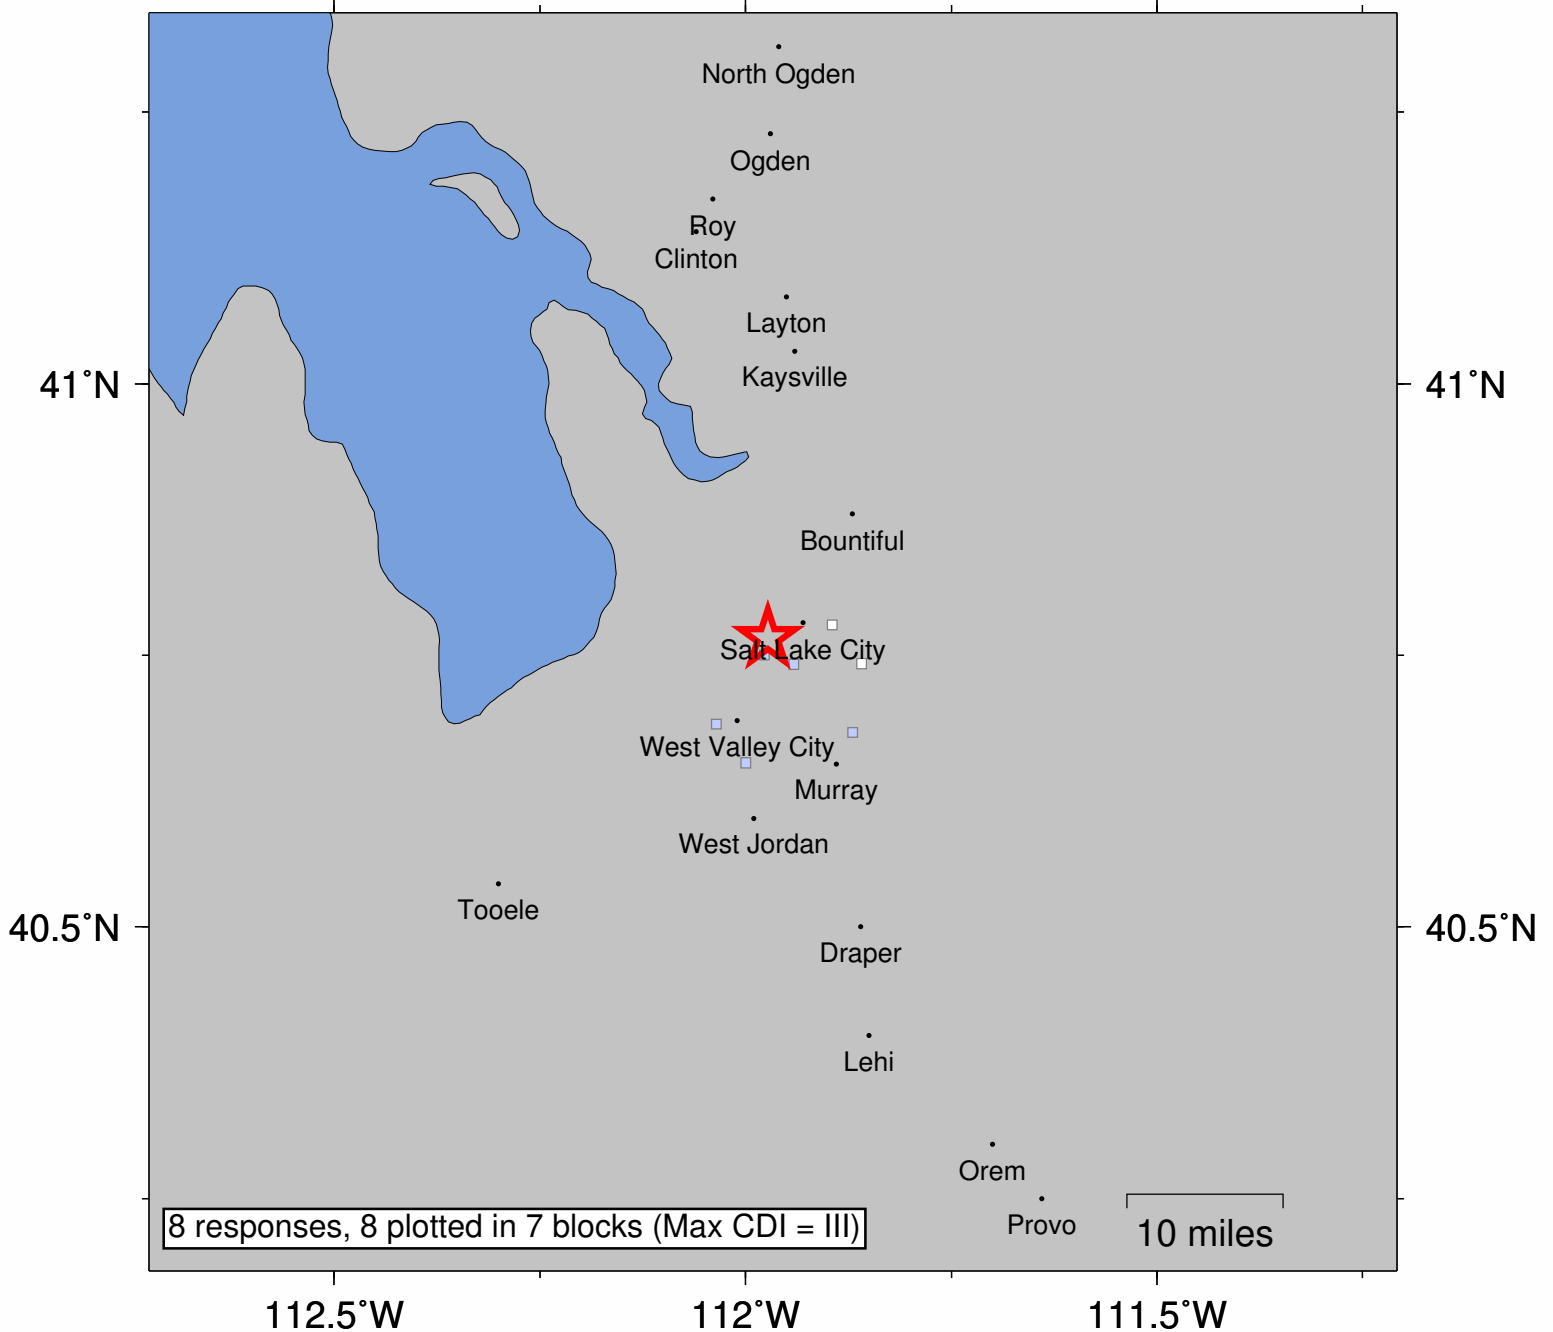 North Ogden
Ogden
Roy
Clinton
Layton
Kaysville
41°N
41°N
Bountiful
Salt Lake City
West Valley City
Murray
West Jordan
Tooele
40.5°N
40.5°N
Draper
Lehi
Orem
Provo
8 responses, 8 plotted in 7 blocks (Max CDI = III)
10 miles
112.5°W
112°W
111.5°W